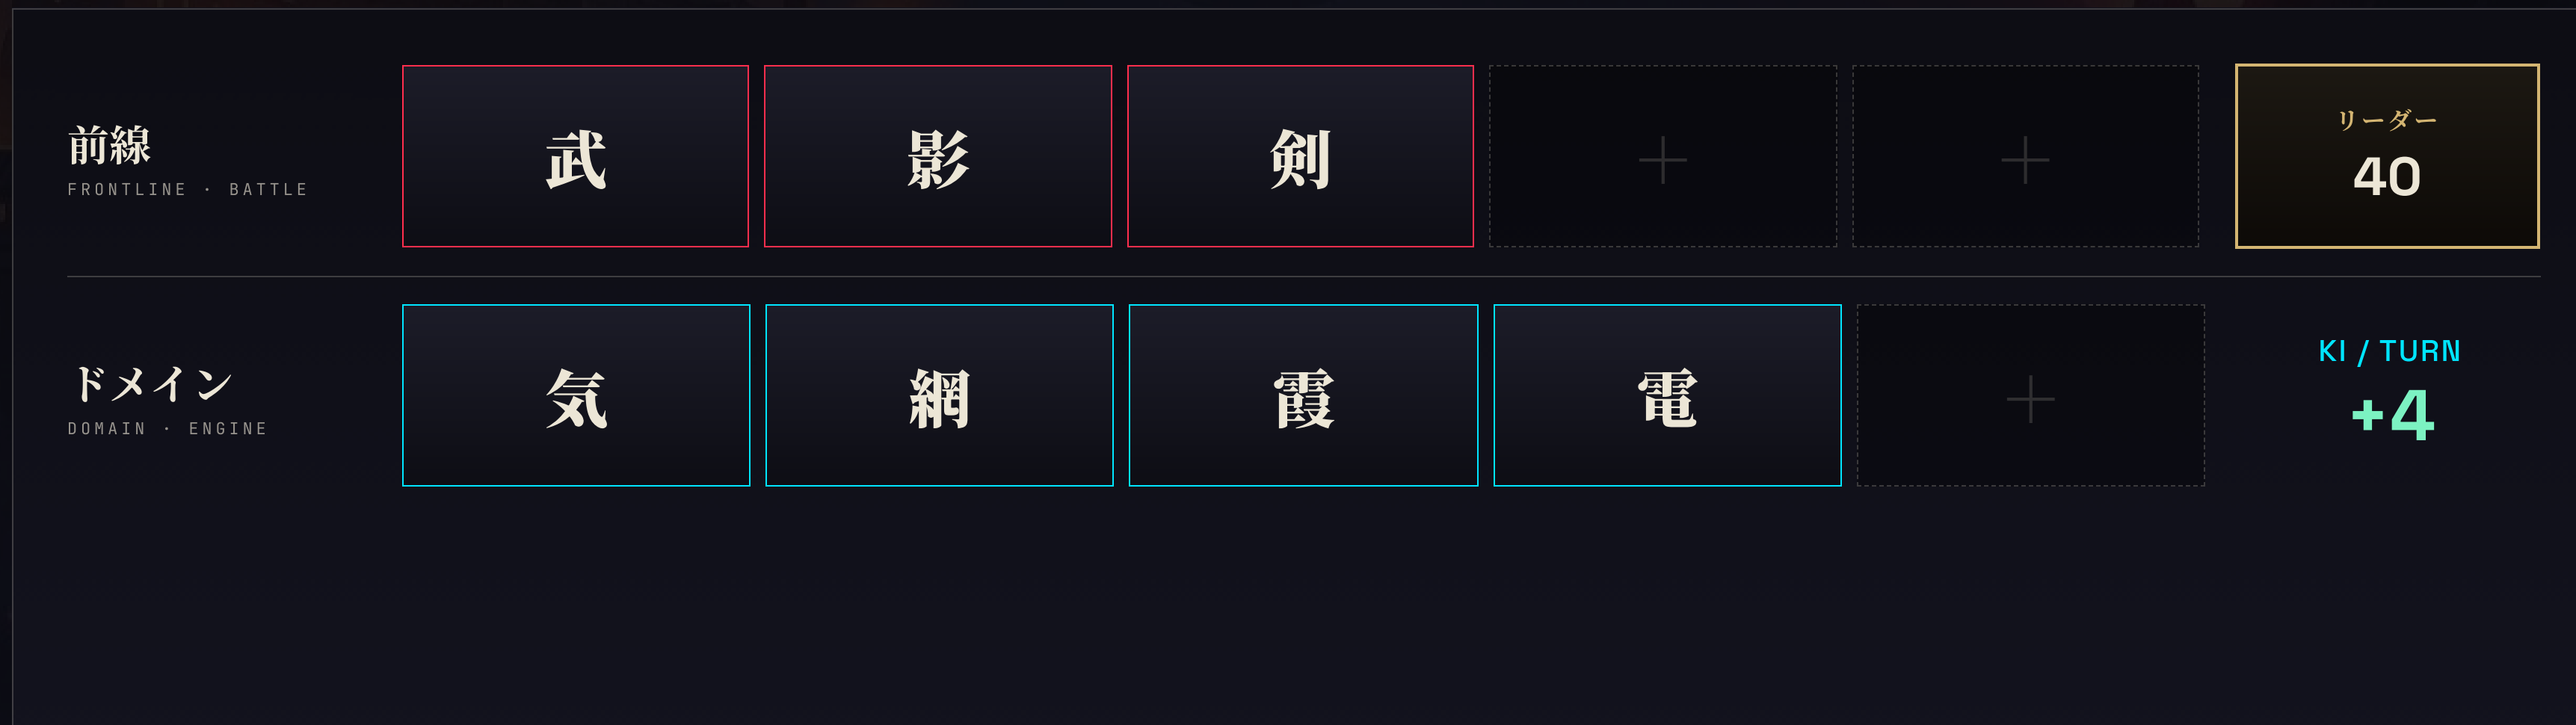 前線
FRONTLINE · BATTLE
武
影
剣
リーダー
40
ドメイン
DOMAIN · ENGINE
気
網
霞
電
KI / TURN
+4